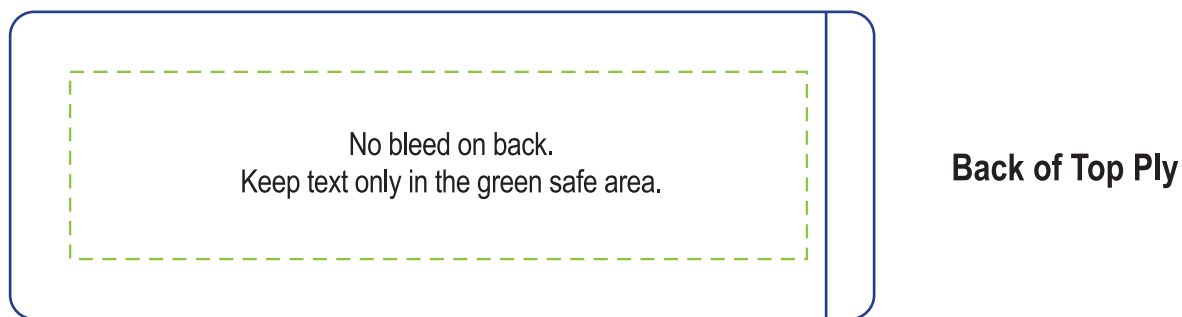 No bleed on back.
Keep text only in the green safe area.
Back of Top Ply